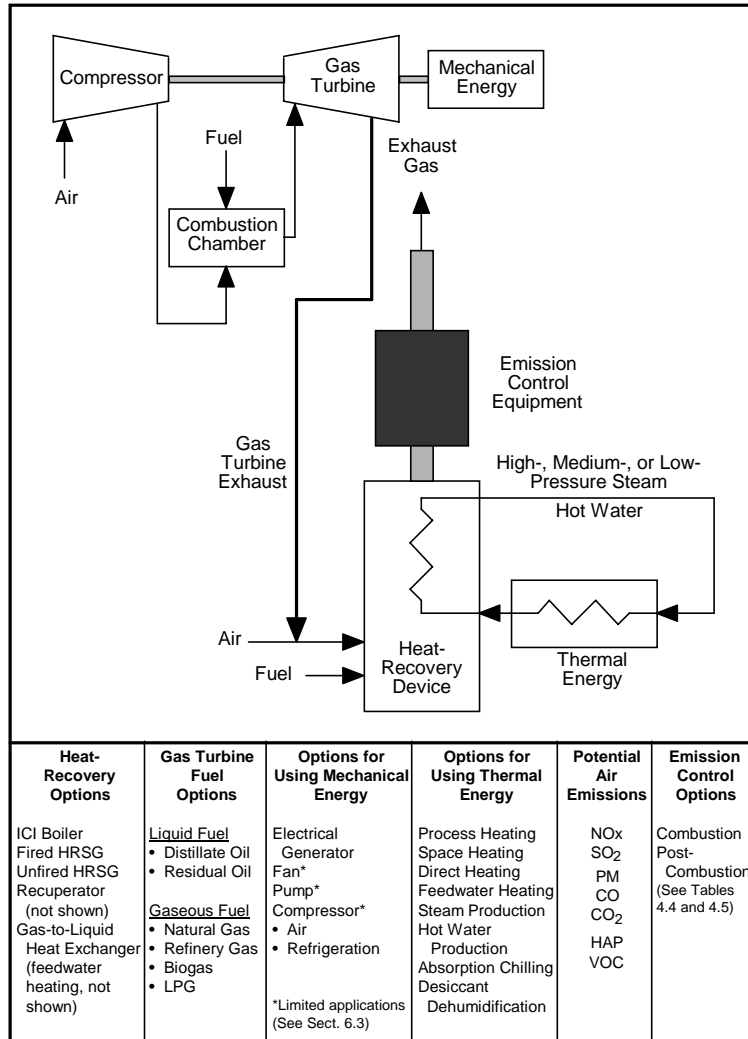 Compressor
Gas
Turbine
Mechanical
Energy
Air
Fuel
Combustion
Chamber
Exhaust
Gas
Emission
Control
Equipment
Gas
Turbine
Exhaust
High-, Medium-, or Low-
Pressure Steam
Hot Water
Air
Fuel
Heat-
Recovery
Device
Thermal
Energy
Heat-
Recovery
Options
ICI Boiler
Fired HRSG
Unfired HRSG
Recuperator
(not shown)
Gas-to-Liquid
Heat Exchanger
(feedwater
heating, not
shown)
Gas Turbine
Fuel
Options
Liquid Fuel
• Distillate Oil
• Residual Oil
Gaseous Fuel
• Natural Gas
• Refinery Gas
• Biogas
• LPG
Options for
Using Mechanical
Energy
Electrical
Generator
Fan*
Pump*
Compressor*
• Air
• Refrigeration
*Limited applications
(See Sect. 6.3)
Options for
Using Thermal
Energy
Process Heating
Space Heating
Direct Heating
Feedwater Heating
Steam Production
Hot Water
Production
Absorption Chilling
Desiccant
Dehumidification
Potential
Air
Emissions
NOx
SO2
PM
CO
CO2
HAP
VOC
Emission
Control
Options
Combustion
Post-
Combustion
(See Tables
4.4 and 4.5)